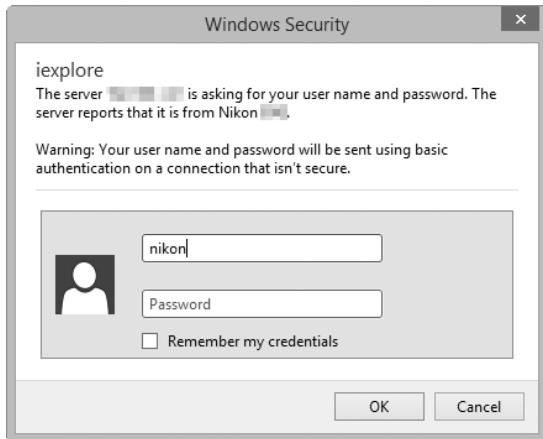 Windows Security
iexplore
The server is asking for your user name and password. The
server reports that it is from Nikon .
Warning: Your user name and password will be sent using basic
authentication on a connection that isn't secure.
nikon
Password
Remember my credentials
OK
Cancel